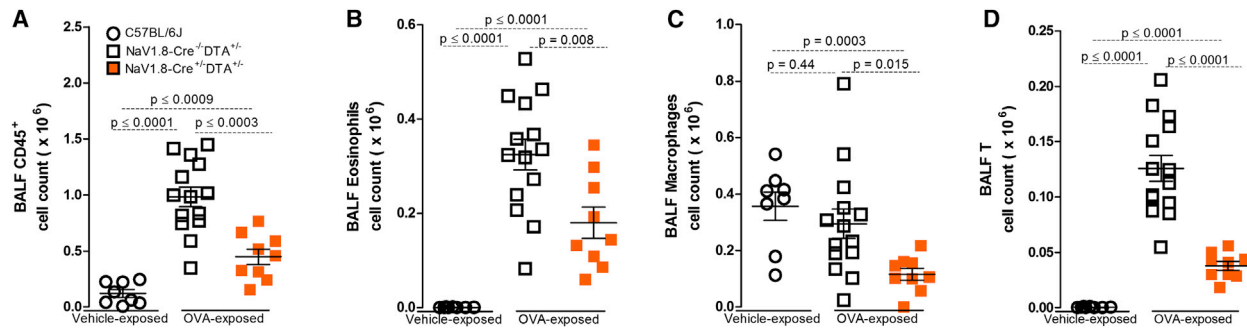 A
BALF CD45⁺
cell count ( x 10⁶)
2.5
2.0
1.5
1.0
0.5
0.0
C57BL/6J
NaV1.8-Cre⁻/⁻DTA⁺/⁻
NaV1.8-Cre⁺/⁻DTA⁺/⁻
p ≤ 0.0009
p ≤ 0.0001
p ≤ 0.0003
Vehicle-exposed
OVA-exposed
B
BALF Eosinophils
cell count ( x 10⁶)
0.6
0.4
0.2
0.0
p ≤ 0.0001
p ≤ 0.0001
p = 0.008
Vehicle-exposed
OVA-exposed
C
BALF Macrophages
cell count ( x 10⁶)
1.0
0.8
0.6
0.4
0.2
0.0
p = 0.0003
p = 0.44
p = 0.015
Vehicle-exposed
OVA-exposed
D
BALF T
cell count ( x 10⁶)
0.25
0.20
0.15
0.10
0.05
0.00
p ≤ 0.0001
p ≤ 0.0001
p ≤ 0.0001
Vehicle-exposed
OVA-exposed